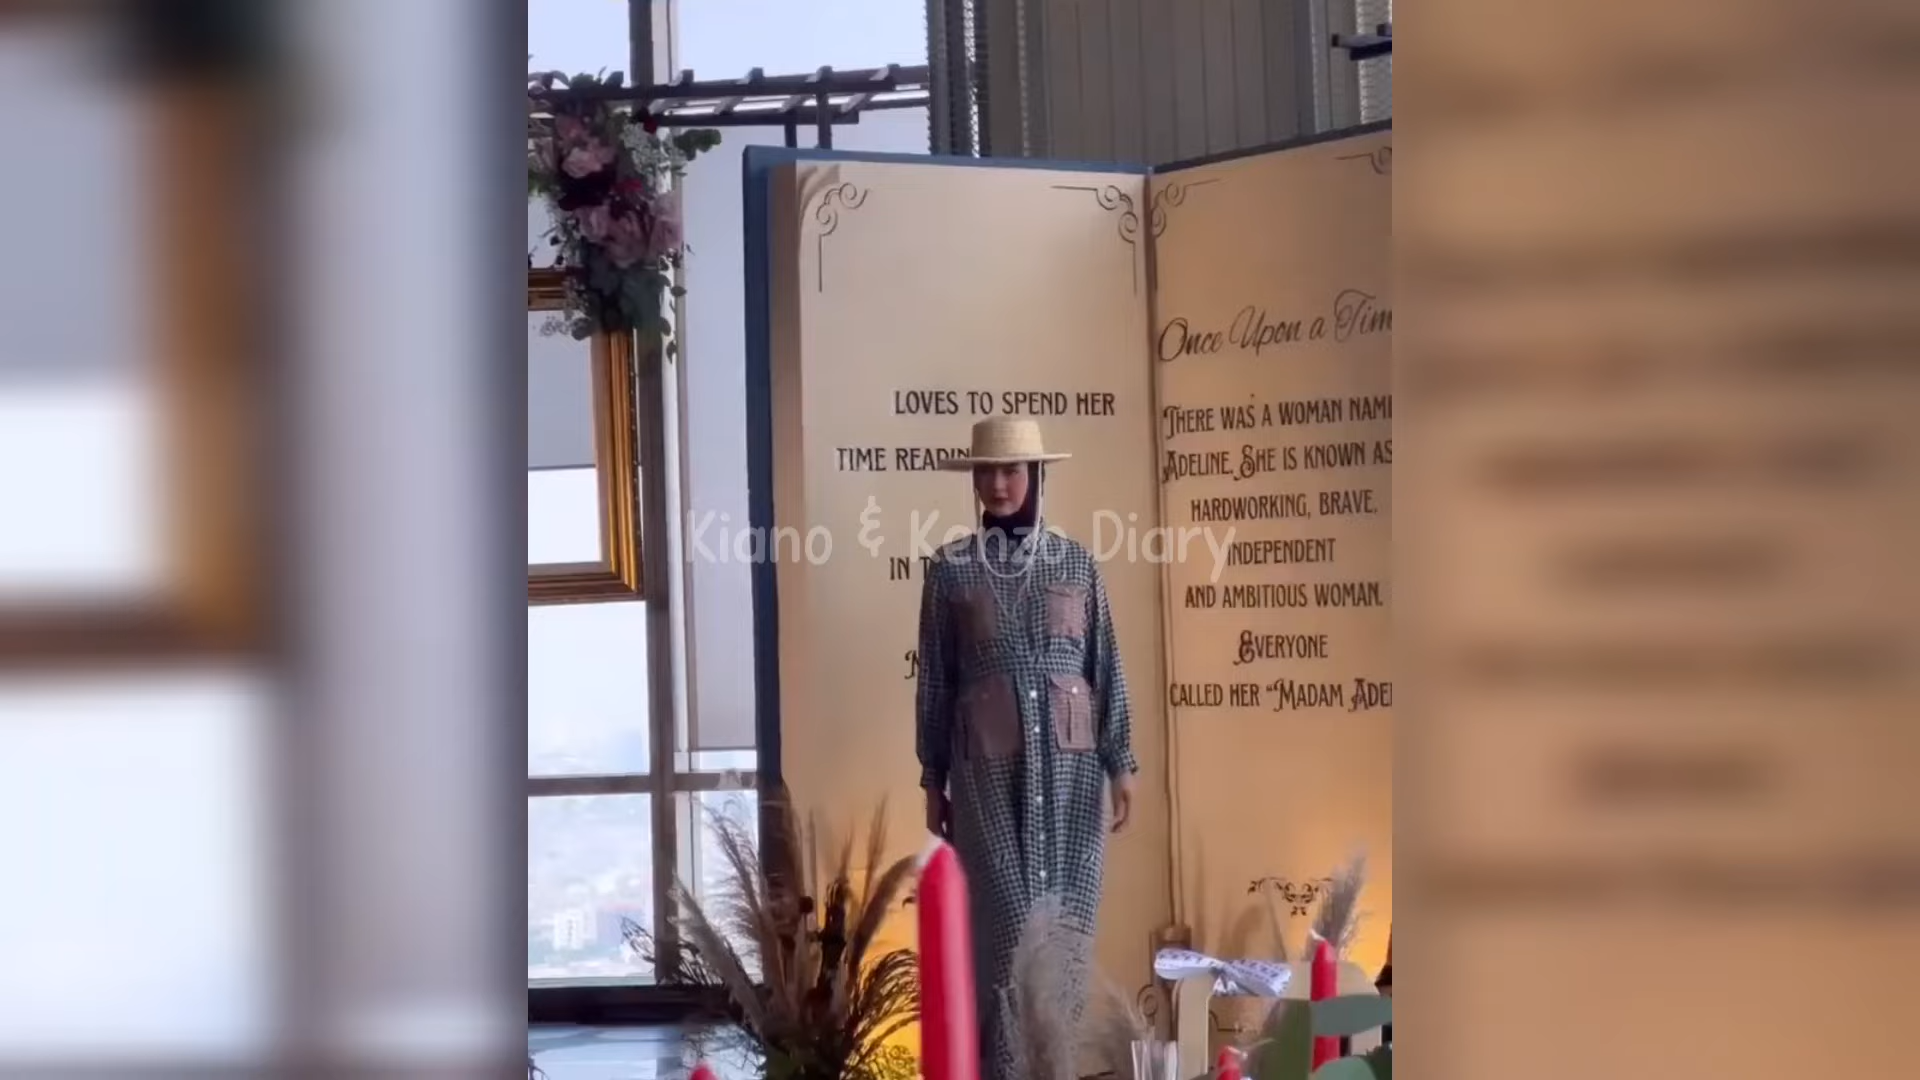 LOVES TO SPEND HER
TIME READIN
IN T
Once Upon a Tim
THERE WAS A WOMAN NAM
ADELINE. SHE IS KNOWN AS
HARDWORKING, BRAVE,
INDEPENDENT
AND AMBITIOUS WOMAN.
EVERYONE
CALLED HER “MADAM ADE
Kiano & Kenzo Diary